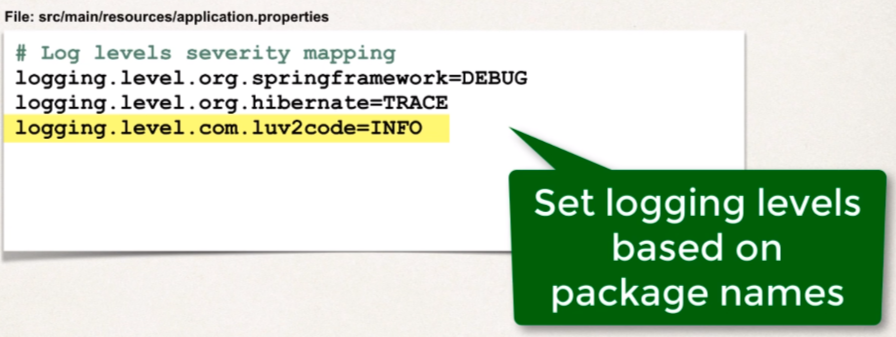 File: src/main/resources/application.properties
# Log levels severity mapping
logging.level.org.springframework=DEBUG
logging.level.org.hibernate=TRACE
logging.level.com.luv2code=INFO
Set logging levels
based on
package names